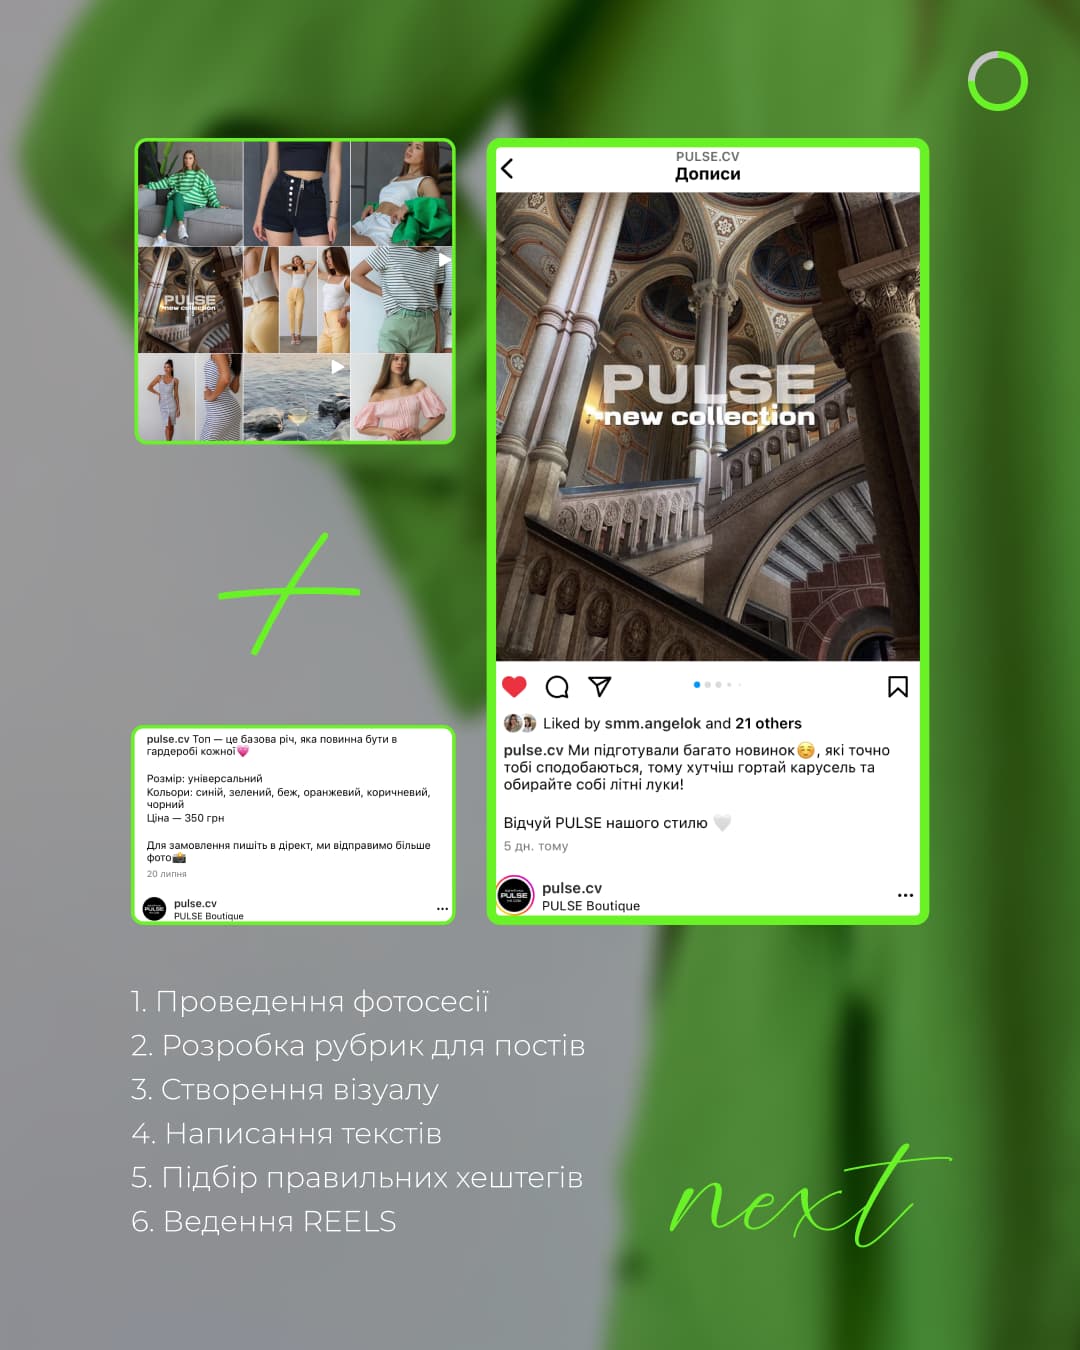 PULSE
new collection
PULSE.CV
Дописи
PULSE
new collection
Liked by smm.angelok and 21 others
pulse.cv Ми підготували багато новинок☺️, які точно
тобі сподобаються, тому хутчіш гортай карусель та
обирайте собі літні луки!
Відчуй PULSE нашого стилю 🤍
5 дн. тому
PULSE
pulse.cv
PULSE Boutique
pulse.cv Топ — це базова річ, яка повинна бути в
гардеробі кожної💗
Розмір: універсальний
Кольори: синій, зелений, беж, оранжевий, коричневий,
чорний
Ціна — 350 грн
Для замовлення пишіть в дірект, ми відправимо більше
фото📸
20 липня
PULSE
pulse.cv
PULSE Boutique
1. Проведення фотосесії
2. Розробка рубрик для постів
3. Створення візуалу
4. Написання текстів
5. Підбір правильних хештегів
6. Ведення REELS
next